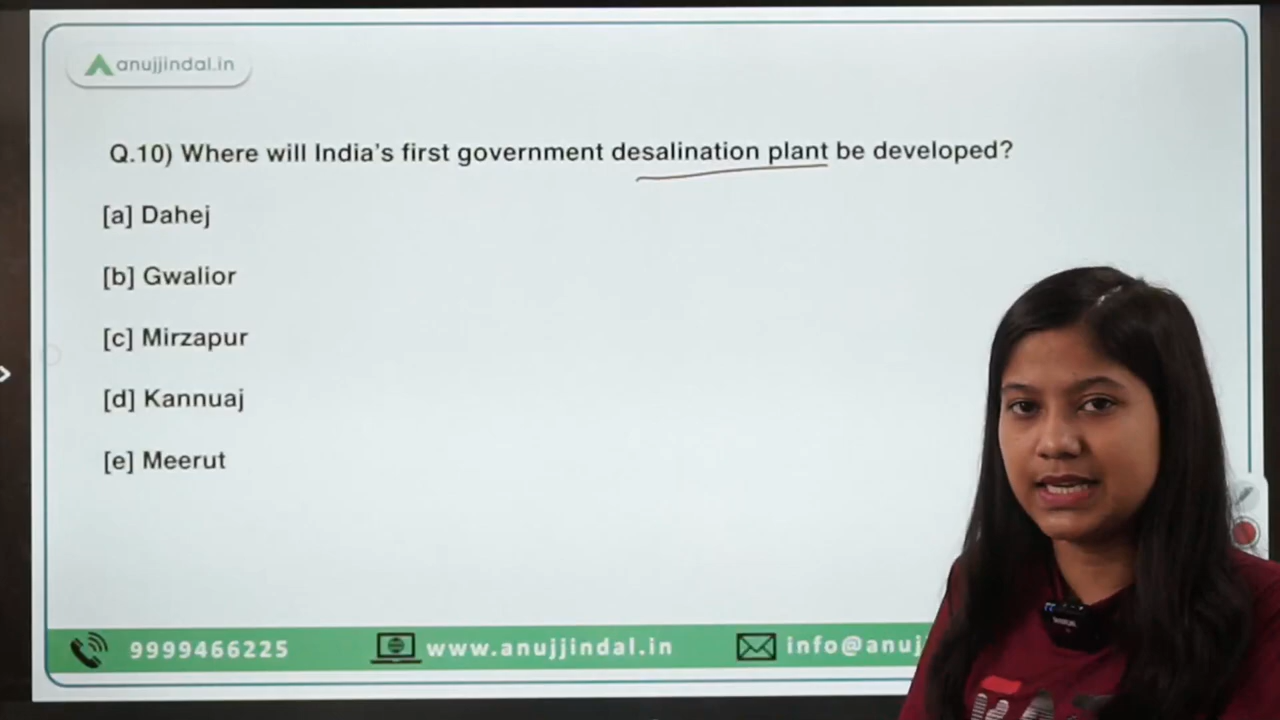 anujjindal.in
Q.10) Where will India's first government desalination plant be developed?
[a] Dahej
[b] Gwalior
[c] Mirzapur
[d] Kannuaj
[e] Meerut
9999466225
www.anujjindal.in
info@anuj